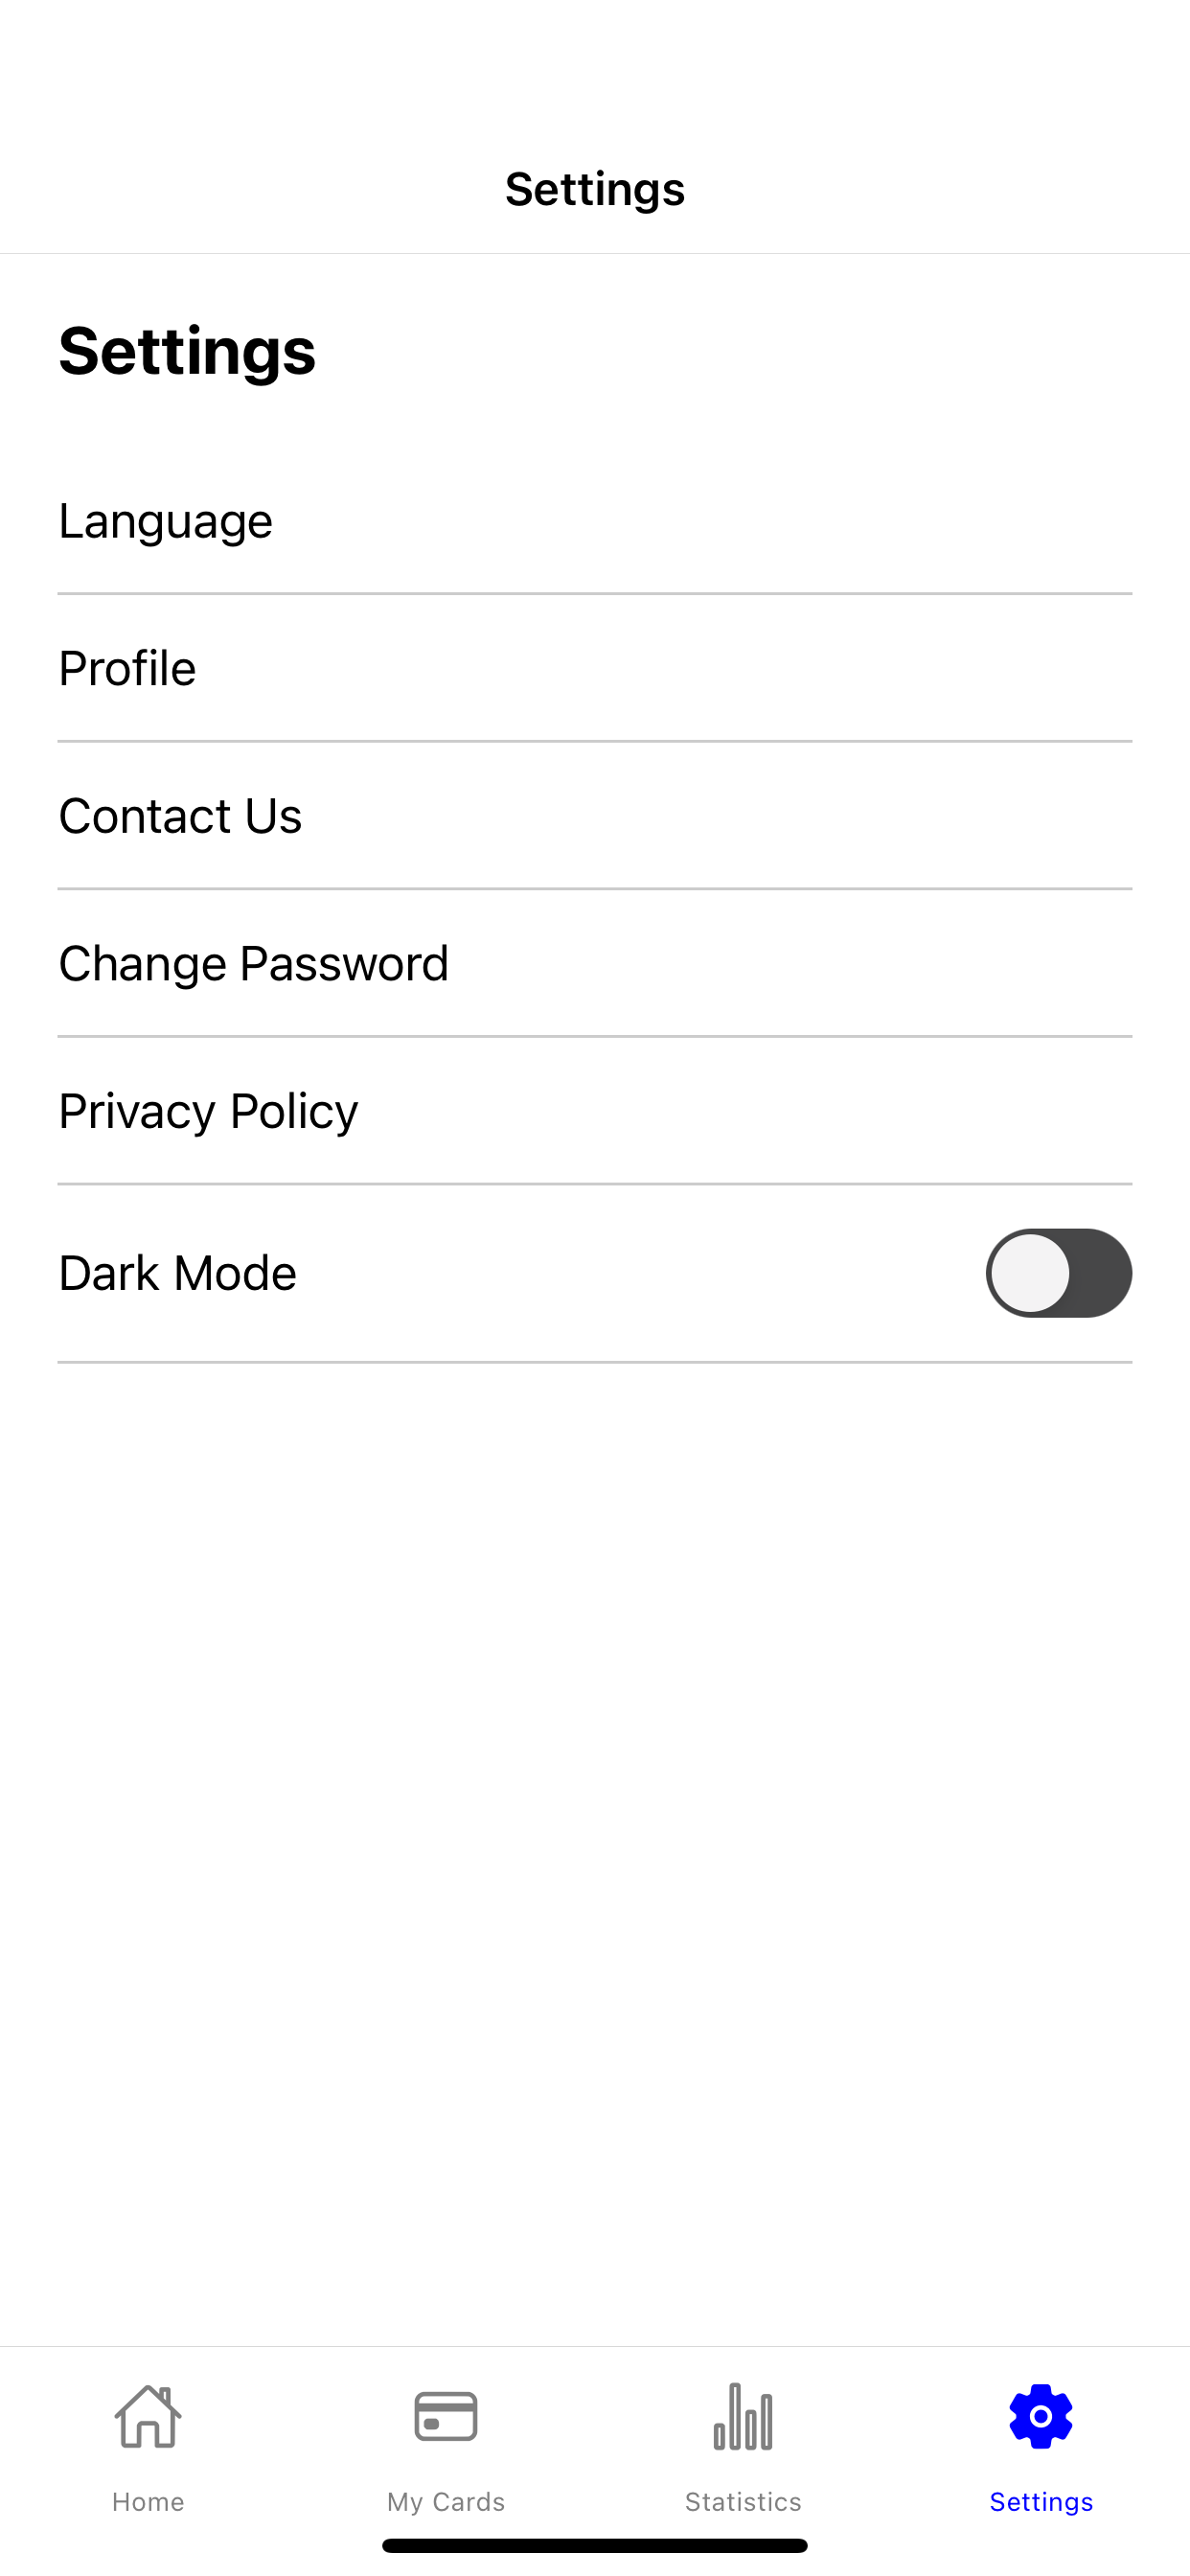 Settings
Settings
Language
Profile
Contact Us
Change Password
Privacy Policy
Dark Mode
Home
My Cards
Statistics
Settings